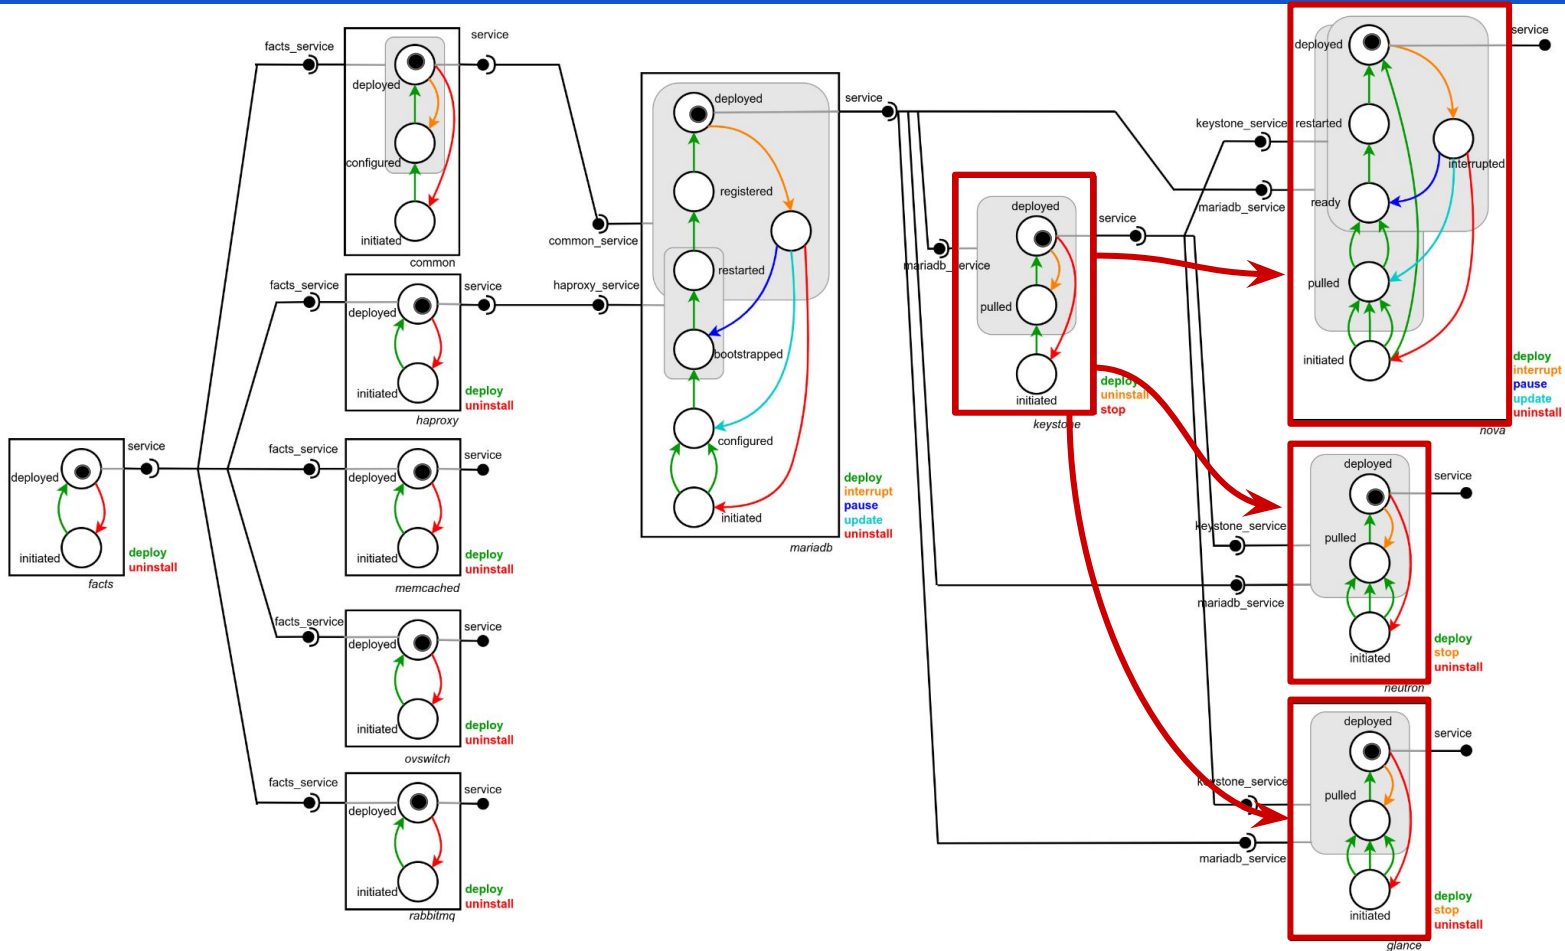 facts_service
service
deployed
configured
initiated
common
facts_service
service
deployed
initiated
deploy
uninstall
haproxy
service
deployed
initiated
deploy
uninstall
facts
facts_service
service
deployed
initiated
deploy
uninstall
memcached
facts_service
service
deployed
initiated
deploy
uninstall
ovswitch
facts_service
service
deployed
initiated
deploy
uninstall
rabbitmq
common_service
haproxy_service
deployed
registered
restarted
bootstrapped
configured
initiated
service
deploy
interrupt
pause
update
uninstall
mariadb
mariadb_service
deployed
pulled
initiated
service
deploy
uninstall
stop
keystone
keystone_service
mariadb_service
deployed
restarted
interrupted
ready
pulled
initiated
service
deploy
interrupt
pause
update
uninstall
nova
keystone_service
mariadb_service
deployed
pulled
initiated
service
deploy
stop
uninstall
neutron
keystone_service
mariadb_service
deployed
pulled
initiated
service
deploy
stop
uninstall
glance